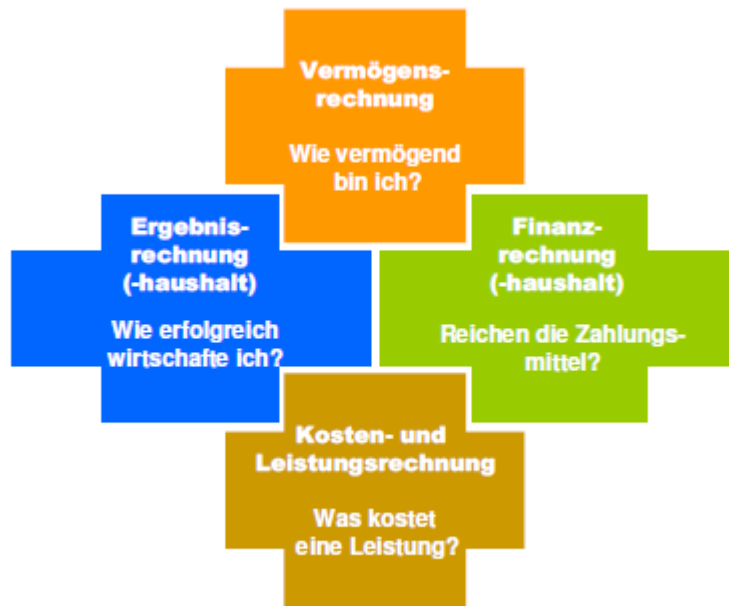 Vermögens-
rechnung
Wie vermögend
bin ich?
Ergebnis-
rechnung
(-haushalt)
Wie erfolgreich
wirtschafte ich?
Finanz-
rechnung
(-haushalt)
Reichen die Zahlungs-
mittel?
Kosten- und
Leistungsrechnung
Was kostet
eine Leistung?